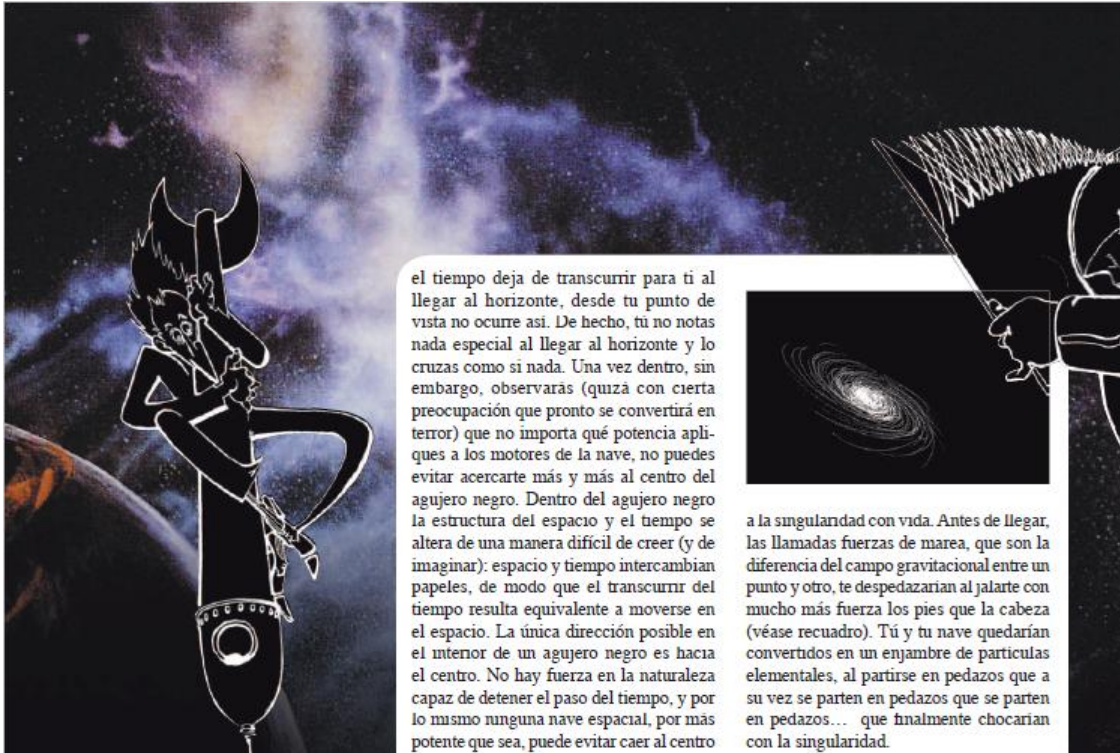 el tiempo deja de transcurrir para ti al
llegar al horizonte, desde tu punto de
vista no ocurre así. De hecho, tú no notas
nada especial al llegar al horizonte y lo
cruzas como si nada. Una vez dentro, sin
embargo, observarás (quizá con cierta
preocupación que pronto se convertirá en
terror) que no importa qué potencia apli-
ques a los motores de la nave, no puedes
evitar acercarte más y más al centro del
agujero negro. Dentro del agujero negro
la estructura del espacio y el tiempo se
altera de una manera difícil de creer (y de
imaginar): espacio y tiempo intercambian
papeles, de modo que el transcurrir del
tiempo resulta equivalente a moverse en
el espacio. La única dirección posible en
el interior de un agujero negro es hacia
el centro. No hay fuerza en la naturaleza
capaz de detener el paso del tiempo, y por
lo mismo ninguna nave espacial, por más
potente que sea, puede evitar caer al centro
a la singularidad con vida. Antes de llegar,
las llamadas fuerzas de marea, que son la
diferencia del campo gravitacional entre un
punto y otro, te despedazarían al jalarte con
mucho más fuerza los pies que la cabeza
(véase recuadro). Tú y tu nave quedarían
convertidos en un enjambre de partículas
elementales, al partirse en pedazos que a
su vez se parten en pedazos que se parten
en pedazos… que finalmente chocarían
con la singularidad.